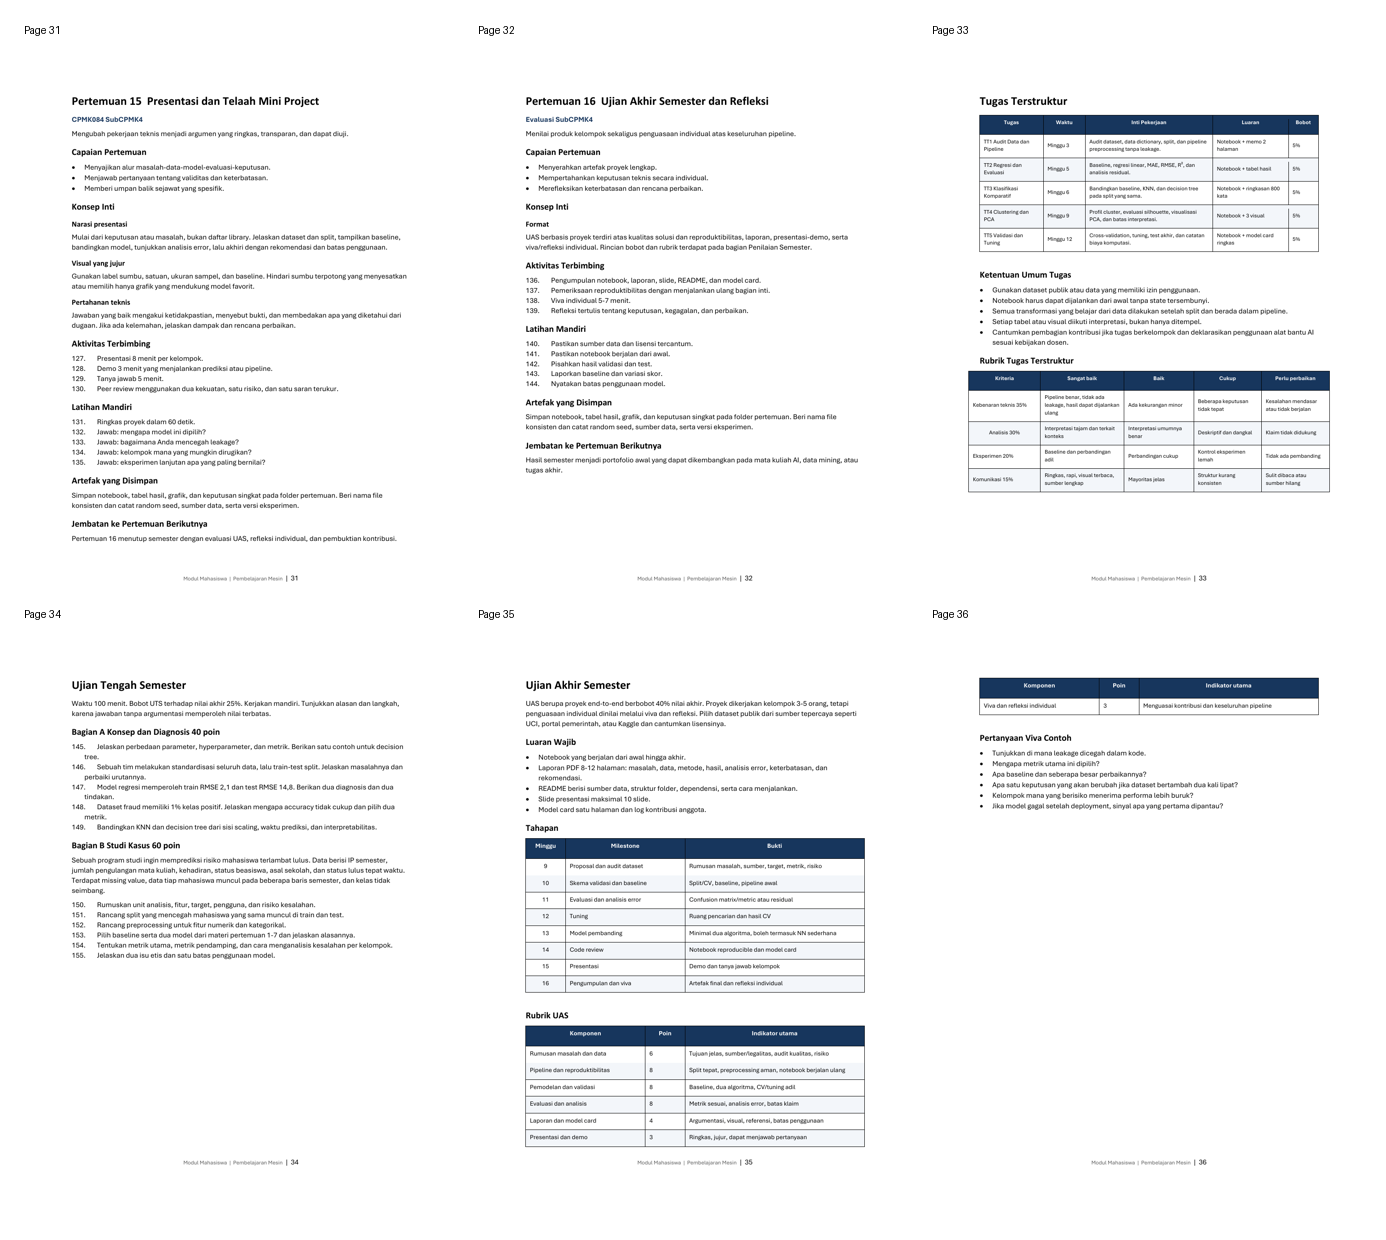 Page 31
Pertemuan 15  Presentasi dan Telaah Mini Project
CPMK084 SubCPMK4
Mengubah pekerjaan teknis menjadi argumen yang ringkas, transparan, dan dapat diuji.
Capaian Pertemuan
• Menyajikan alur masalah-data-model-evaluasi-keputusan.
• Menjawab pertanyaan tentang validitas dan keterbatasan.
• Memberi umpan balik sejawat yang spesifik.
Konsep Inti
Narasi presentasi
Mulai dari keputusan atau masalah, bukan daftar library. Jelaskan dataset dan split, tampilkan baseline,
bandingkan model, tunjukkan analisis error, lalu akhiri dengan rekomendasi dan batas penggunaan.
Visual yang jujur
Gunakan label sumbu, satuan, ukuran sampel, dan baseline. Hindari sumbu terpotong yang menyesatkan
atau memilih hanya grafik yang mendukung model favorit.
Pertahanan teknis
Jawaban yang baik mengakui ketidakpastian, menyebut bukti, dan membedakan apa yang diketahui dari
dugaan. Jika ada kelemahan, jelaskan dampak dan rencana perbaikan.
Aktivitas Terbimbing
127. Presentasi 8 menit per kelompok.
128. Demo 3 menit yang menjalankan prediksi atau pipeline.
129. Tanya jawab 5 menit.
130. Peer review menggunakan dua kekuatan, satu risiko, dan satu saran terukur.
Latihan Mandiri
131. Ringkas proyek dalam 60 detik.
132. Jawab: mengapa model ini dipilih?
133. Jawab: bagaimana Anda mencegah leakage?
134. Jawab: kelompok mana yang mungkin dirugikan?
135. Jawab: eksperimen lanjutan apa yang paling bernilai?
Artefak yang Disimpan
Simpan notebook, tabel hasil, grafik, dan keputusan singkat pada folder pertemuan. Beri nama file
konsisten dan catat random seed, sumber data, serta versi eksperimen.
Jembatan ke Pertemuan Berikutnya
Pertemuan 16 menutup semester dengan evaluasi UAS, refleksi individual, dan pembuktian kontribusi.
Modul Mahasiswa | Pembelajaran Mesin | 31
Page 32
Pertemuan 16  Ujian Akhir Semester dan Refleksi
Evaluasi SubCPMK4
Menilai produk kelompok sekaligus penguasaan individual atas keseluruhan pipeline.
Capaian Pertemuan
• Menyerahkan artefak proyek lengkap.
• Mempertahankan keputusan teknis secara individual.
• Merefleksikan keterbatasan dan rencana perbaikan.
Konsep Inti
Format
UAS berbasis proyek terdiri atas kualitas solusi dan reproduktibilitas, laporan, presentasi-demo, serta
viva/refleksi individual. Rincian bobot dan rubrik terdapat pada bagian Penilaian Semester.
Aktivitas Terbimbing
136. Pengumpulan notebook, laporan, slide, README, dan model card.
137. Pemeriksaan reproduktibilitas dengan menjalankan ulang bagian inti.
138. Viva individual 5-7 menit.
139. Refleksi tertulis tentang keputusan, kegagalan, dan perbaikan.
Latihan Mandiri
140. Pastikan sumber data dan lisensi tercantum.
141. Pastikan notebook berjalan dari awal.
142. Pisahkan hasil validasi dan test.
143. Laporkan baseline dan variasi skor.
144. Nyatakan batas penggunaan model.
Artefak yang Disimpan
Simpan notebook, tabel hasil, grafik, dan keputusan singkat pada folder pertemuan. Beri nama file
konsisten dan catat random seed, sumber data, serta versi eksperimen.
Jembatan ke Pertemuan Berikutnya
Hasil semester menjadi portofolio awal yang dapat dikembangkan pada mata kuliah AI, data mining, atau
tugas akhir.
Modul Mahasiswa | Pembelajaran Mesin | 32
Page 33
Tugas Terstruktur
Tugas Waktu Inti Pekerjaan Luaran Bobot
TT1 Audit Data dan Pipeline Minggu 3 Audit dataset, data dictionary, split, dan pipeline preprocessing tanpa leakage. Notebook + memo 2 halaman 5%
TT2 Regresi dan Evaluasi Minggu 5 Baseline, regresi linear, MAE, RMSE, R², dan analisis residual. Notebook + tabel hasil 5%
TT3 Klasifikasi Komparatif Minggu 6 Bandingkan baseline, KNN, dan decision tree pada split yang sama. Notebook + ringkasan 800 kata 5%
TT4 Clustering dan PCA Minggu 9 Profil cluster, evaluasi silhouette, visualisasi PCA, dan batas interpretasi. Notebook + 3 visual 5%
TT5 Validasi dan Tuning Minggu 12 Cross-validation, tuning, test akhir, dan catatan biaya komputasi. Notebook + model card ringkas 5%
Ketentuan Umum Tugas
• Gunakan dataset publik atau data yang memiliki izin penggunaan.
• Notebook harus dapat dijalankan dari awal tanpa state tersembunyi.
• Semua transformasi yang belajar dari data dilakukan setelah split dan berada dalam pipeline.
• Setiap tabel atau visual diikuti interpretasi, bukan hanya ditempel.
• Cantumkan pembagian kontribusi jika tugas berkelompok dan deklarasikan penggunaan alat bantu AI
sesuai kebijakan dosen.
Rubrik Tugas Terstruktur
Kriteria Sangat baik Baik Cukup Perlu perbaikan
Kebenaran teknis 35% Pipeline benar, tidak ada leakage, hasil dapat dijalankan ulang Ada kekurangan minor Beberapa keputusan tidak tepat Kesalahan mendasar atau tidak berjalan
Analisis 30% Interpretasi tajam dan terkait konteks Interpretasi umumnya benar Deskriptif dan dangkal Klaim tidak didukung
Eksperimen 20% Baseline dan perbandingan adil Perbandingan cukup Kontrol eksperimen lemah Tidak ada pembanding
Komunikasi 15% Ringkas, rapi, visual terbaca, sumber lengkap Mayoritas jelas Struktur kurang konsisten Sulit dibaca atau sumber hilang
Modul Mahasiswa | Pembelajaran Mesin | 33
Page 34
Ujian Tengah Semester
Waktu 100 menit. Bobot UTS terhadap nilai akhir 25%. Kerjakan mandiri. Tunjukkan alasan dan langkah,
karena jawaban tanpa argumentasi memperoleh nilai terbatas.
Bagian A Konsep dan Diagnosis 40 poin
145. Jelaskan perbedaan parameter, hyperparameter, dan metrik. Berikan satu contoh untuk decision
tree.
146. Sebuah tim melakukan standardisasi seluruh data, lalu train-test split. Jelaskan masalahnya dan
perbaiki urutannya.
147. Model regresi memperoleh train RMSE 2,1 dan test RMSE 14,8. Berikan dua diagnosis dan dua
tindakan.
148. Dataset fraud memiliki 1% kelas positif. Jelaskan mengapa accuracy tidak cukup dan pilih dua
metrik.
149. Bandingkan KNN dan decision tree dari sisi scaling, waktu prediksi, dan interpretabilitas.
Bagian B Studi Kasus 60 poin
Sebuah program studi ingin memprediksi risiko mahasiswa terlambat lulus. Data berisi IP semester,
jumlah pengulangan mata kuliah, kehadiran, status beasiswa, asal sekolah, dan status lulus tepat waktu.
Terdapat missing value, data tiap mahasiswa muncul pada beberapa baris semester, dan kelas tidak
seimbang.
150. Rumuskan unit analisis, fitur, target, pengguna, dan risiko kesalahan.
151. Rancang split yang mencegah mahasiswa yang sama muncul di train dan test.
152. Rancang preprocessing untuk fitur numerik dan kategorikal.
153. Pilih baseline serta dua model dari materi pertemuan 1-7 dan jelaskan alasannya.
154. Tentukan metrik utama, metrik pendamping, dan cara menganalisis kesalahan per kelompok.
155. Jelaskan dua isu etis dan satu batas penggunaan model.
Modul Mahasiswa | Pembelajaran Mesin | 34
Page 35
Ujian Akhir Semester
UAS berupa proyek end-to-end berbobot 40% nilai akhir. Proyek dikerjakan kelompok 3-5 orang, tetapi
penguasaan individual dinilai melalui viva dan refleksi. Pilih dataset publik dari sumber tepercaya seperti
UCI, portal pemerintah, atau Kaggle dan cantumkan lisensinya.
Luaran Wajib
• Notebook yang berjalan dari awal hingga akhir.
• Laporan PDF 8-12 halaman: masalah, data, metode, hasil, analisis error, keterbatasan, dan
rekomendasi.
• README berisi sumber data, struktur folder, dependensi, serta cara menjalankan.
• Slide presentasi maksimal 10 slide.
• Model card satu halaman dan log kontribusi anggota.
Tahapan
Minggu Milestone Bukti
9 Proposal dan audit dataset Rumusan masalah, sumber, target, metrik, risiko
10 Skema validasi dan baseline Split/CV, baseline, pipeline awal
11 Evaluasi dan analisis error Confusion matrix/metric atau residual
12 Tuning Ruang pencarian dan hasil CV
13 Model pembanding Minimal dua algoritma, boleh termasuk NN sederhana
14 Code review Notebook reproducible dan model card
15 Presentasi Demo dan tanya jawab kelompok
16 Pengumpulan dan viva Artefak final dan refleksi individual
Rubrik UAS
Komponen Poin Indikator utama
Rumusan masalah dan data 6 Tujuan jelas, sumber/legalitas, audit kualitas, risiko
Pipeline dan reproduktibilitas 8 Split tepat, preprocessing aman, notebook berjalan ulang
Pemodelan dan validasi 8 Baseline, dua algoritma, CV/tuning adil
Evaluasi dan analisis 8 Metrik sesuai, analisis error, batas klaim
Laporan dan model card 4 Argumentasi, visual, referensi, batas penggunaan
Presentasi dan demo 3 Ringkas, jujur, dapat menjawab pertanyaan
Modul Mahasiswa | Pembelajaran Mesin | 35
Page 36
Komponen Poin Indikator utama
Viva dan refleksi individual 3 Menguasai kontribusi dan keseluruhan pipeline
Pertanyaan Viva Contoh
• Tunjukkan di mana leakage dicegah dalam kode.
• Mengapa metrik utama ini dipilih?
• Apa baseline dan seberapa besar perbaikannya?
• Apa satu keputusan yang akan berubah jika dataset bertambah dua kali lipat?
• Kelompok mana yang berisiko menerima performa lebih buruk?
• Jika model gagal setelah deployment, sinyal apa yang pertama dipantau?
Modul Mahasiswa | Pembelajaran Mesin | 36